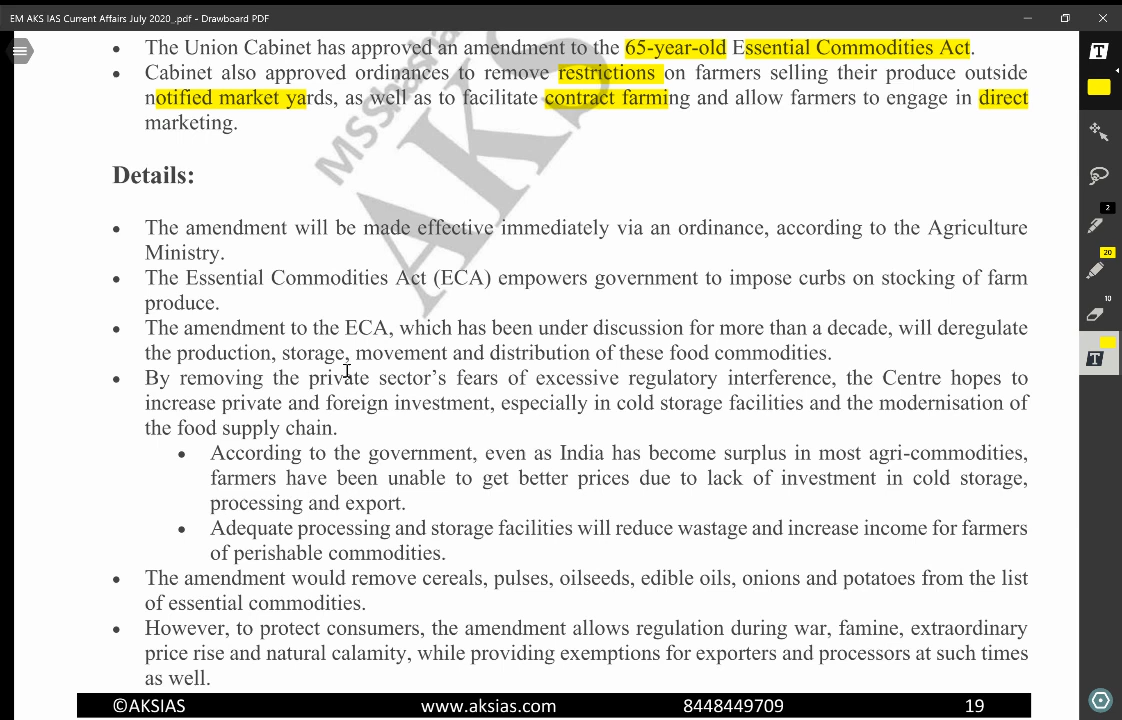 EM AKS IAS Current Affairs July 2020_.pdf - Drawboard PDF
• The Union Cabinet has approved an amendment to the 65-year-old Essential Commodities Act.
• Cabinet also approved ordinances to remove restrictions on farmers selling their produce outside
notified market yards, as well as to facilitate contract farming and allow farmers to engage in direct
marketing.
Details:
• The amendment will be made effective immediately via an ordinance, according to the Agriculture
Ministry.
• The Essential Commodities Act (ECA) empowers government to impose curbs on stocking of farm
produce.
• The amendment to the ECA, which has been under discussion for more than a decade, will deregulate
the production, storage, movement and distribution of these food commodities.
• By removing the private sector’s fears of excessive regulatory interference, the Centre hopes to
increase private and foreign investment, especially in cold storage facilities and the modernisation of
the food supply chain.
• According to the government, even as India has become surplus in most agri-commodities,
farmers have been unable to get better prices due to lack of investment in cold storage,
processing and export.
• Adequate processing and storage facilities will reduce wastage and increase income for farmers
of perishable commodities.
• The amendment would remove cereals, pulses, oilseeds, edible oils, onions and potatoes from the list
of essential commodities.
• However, to protect consumers, the amendment allows regulation during war, famine, extraordinary
price rise and natural calamity, while providing exemptions for exporters and processors at such times
as well.
©AKSIAS www.aksias.com 8448449709 19
AKS
T
2
20
10
T